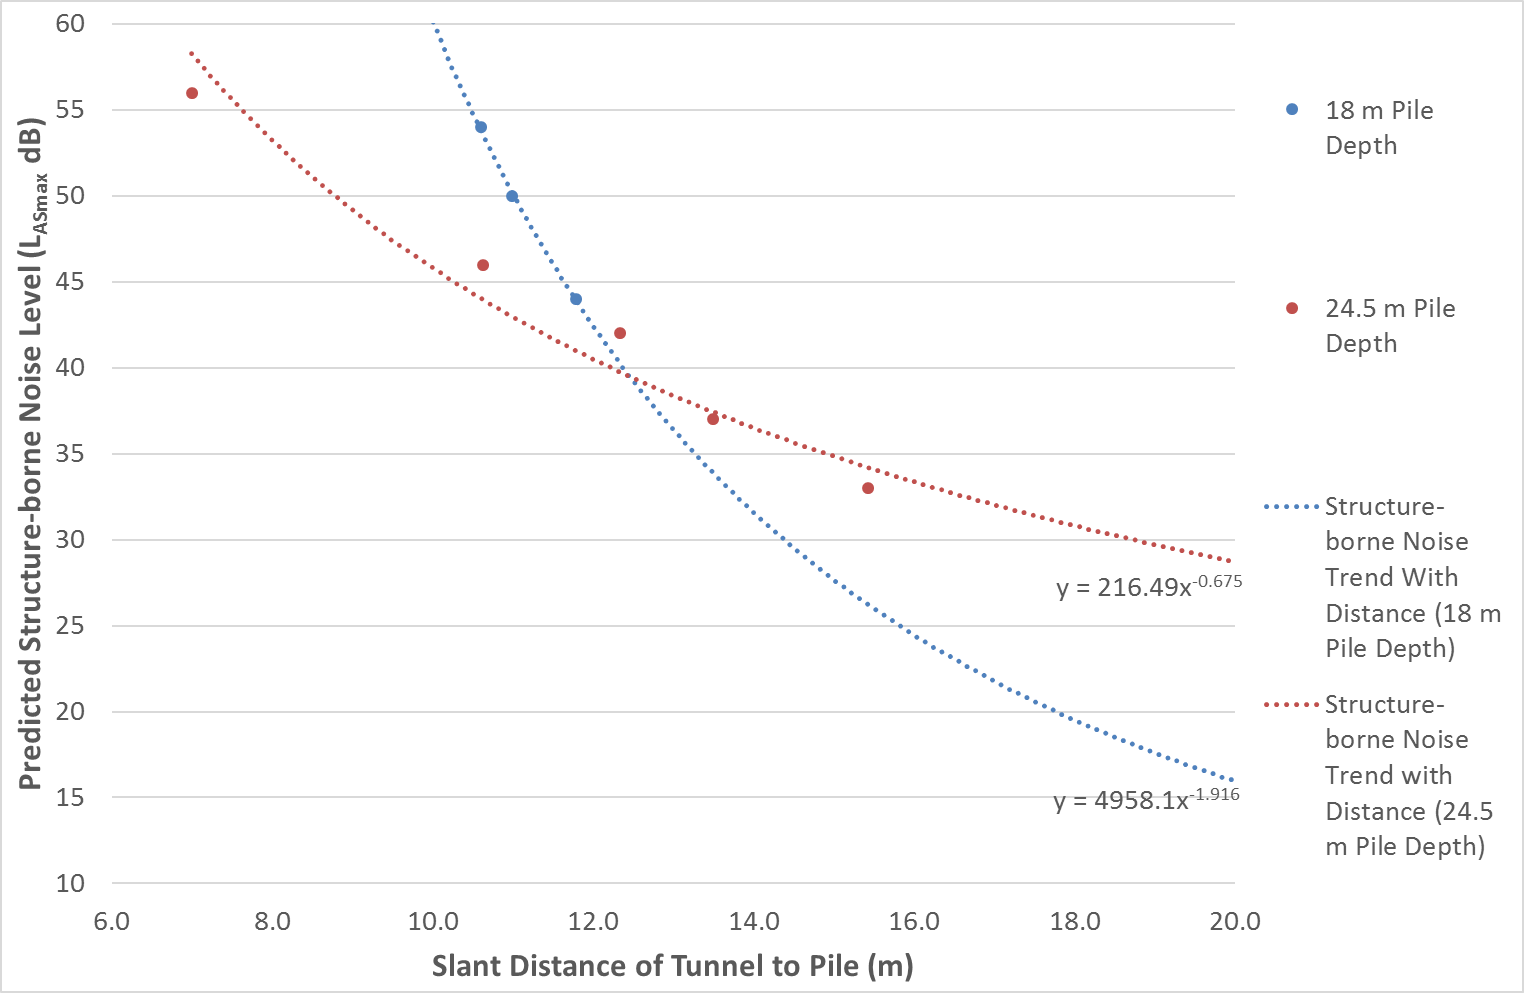 Predicted Structure-borne Noise Level (LASmax dB)
60
55
50
45
40
35
30
25
20
15
10
6.0
8.0
10.0
12.0
14.0
16.0
18.0
20.0
Slant Distance of Tunnel to Pile (m)
y = 216.49x-0.675
y = 4958.1x-1.916
18 m Pile
Depth
24.5 m Pile
Depth
Structure-
borne Noise
Trend With
Distance (18 m
Pile Depth)
Structure-
borne Noise
Trend with
Distance (24.5
m Pile Depth)